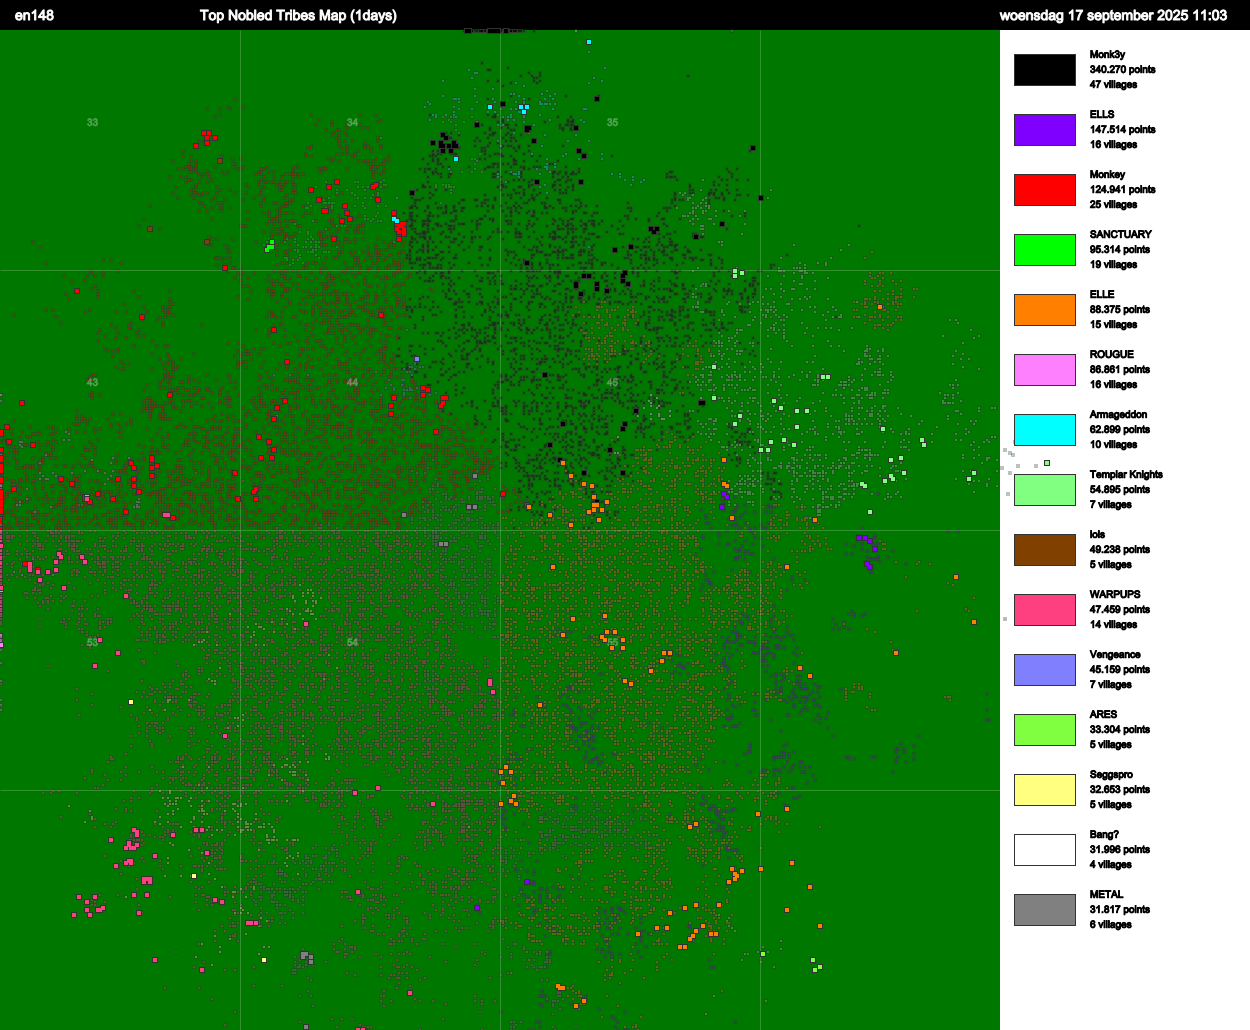 en148
Top Nobled Tribes Map (1days)
woensdag 17 september 2025 11:03
33
34
35
43
44
45
53
54
55
Monk3y
340.270 points
47 villages
ELLS
147.514 points
16 villages
Monkey
124.941 points
25 villages
SANCTUARY
95.314 points
19 villages
ELLE
88.375 points
15 villages
ROUGUE
86.861 points
16 villages
Armageddon
62.899 points
10 villages
Templar Knights
54.895 points
7 villages
lols
49.238 points
5 villages
WARPUPS
47.459 points
14 villages
Vengeance
45.159 points
7 villages
ARES
33.304 points
5 villages
Seggspro
32.653 points
5 villages
Bang?
31.996 points
4 villages
METAL
31.817 points
6 villages